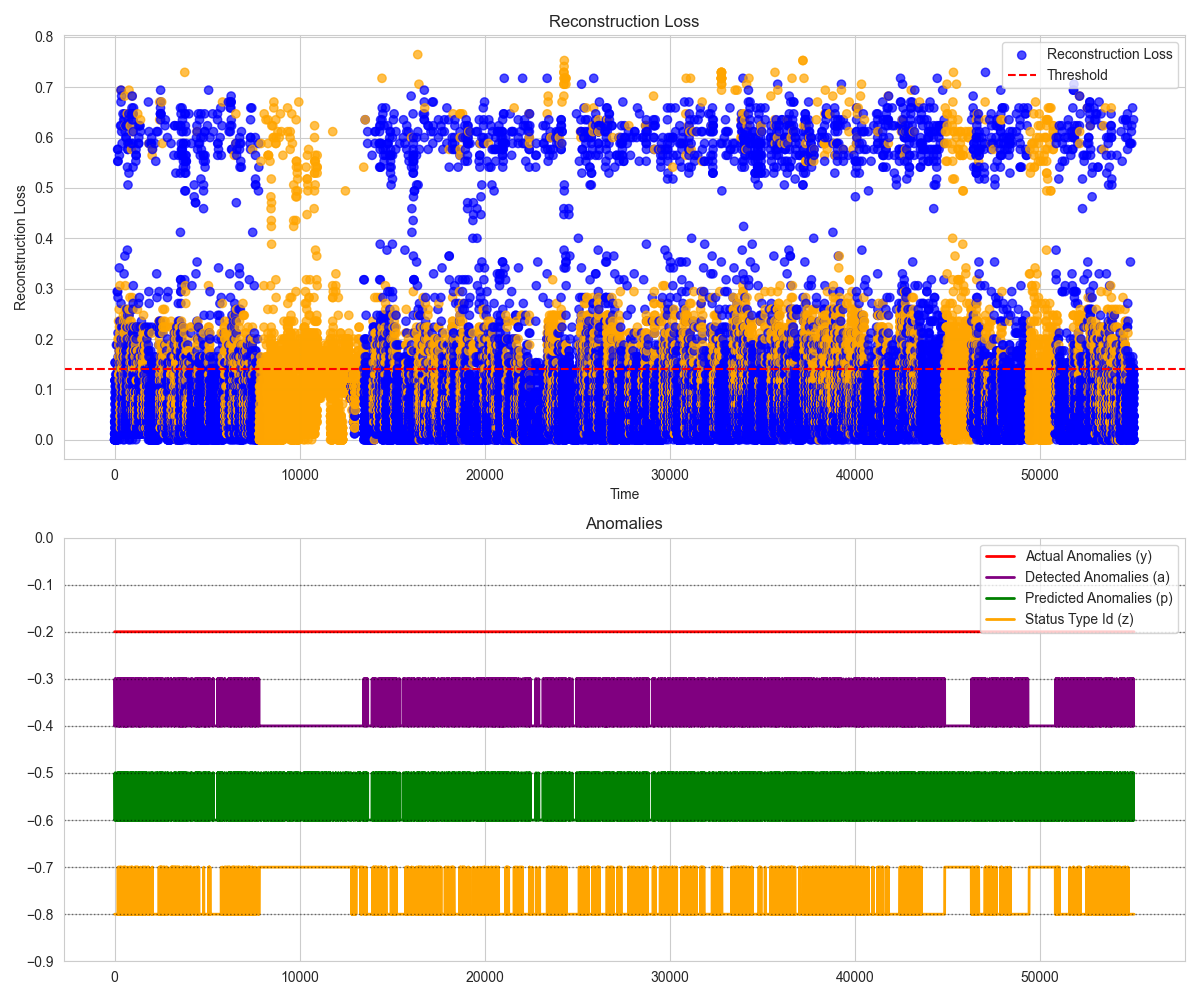 Reconstruction Loss
Reconstruction Loss
0.8
0.7
0.6
0.5
0.4
0.3
0.2
0.1
0.0
Reconstruction Loss
Threshold
0 10000 20000 30000 40000 50000
Time
Anomalies
0.0
−0.1
−0.2
−0.3
−0.4
−0.5
−0.6
−0.7
−0.8
−0.9
Actual Anomalies (y)
Detected Anomalies (a)
Predicted Anomalies (p)
Status Type Id (z)
0 10000 20000 30000 40000 50000